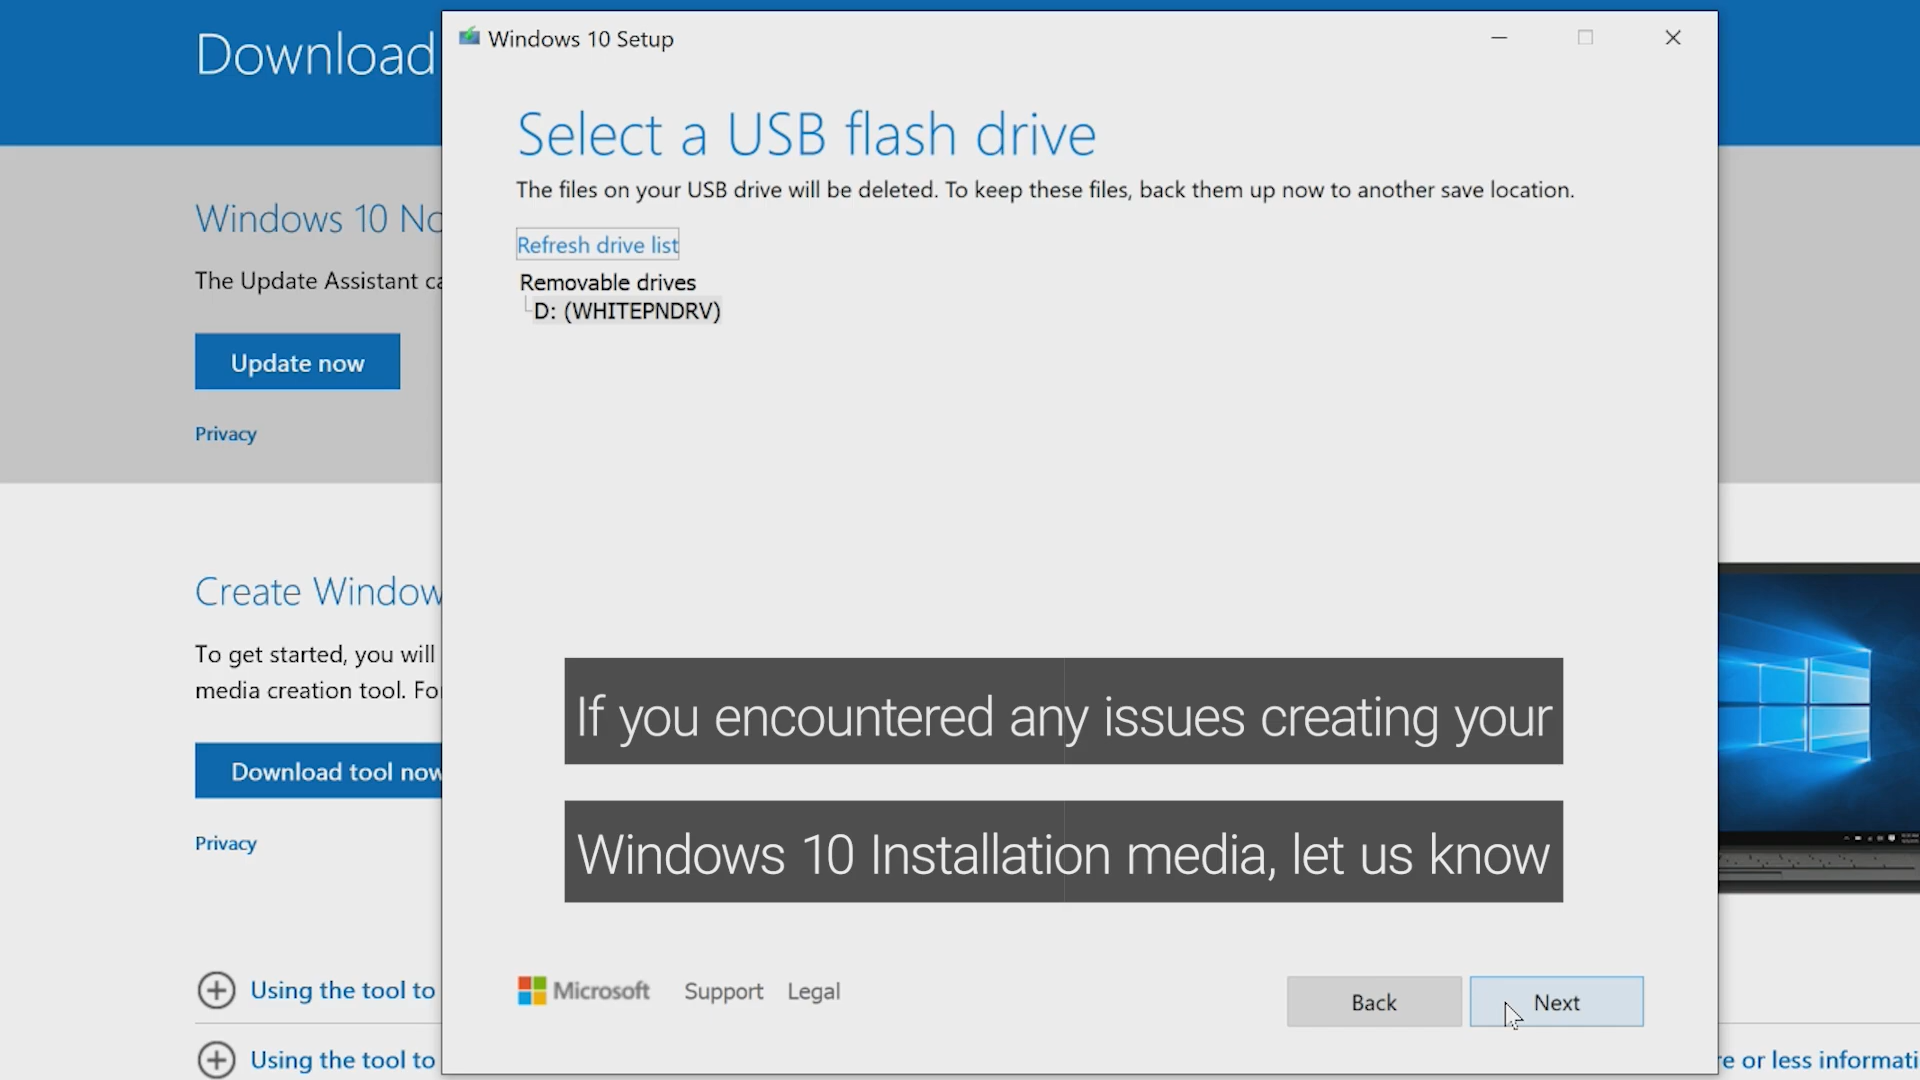 Download
Windows 10 Setup
Select a USB flash drive
The files on your USB drive will be deleted. To keep these files, back them up now to another save location.
Refresh drive list
Removable drives
D: (WHITEPNDRV)
Windows 10 No
The Update Assistant ca
Update now
Privacy
Create Window
To get started, you will
media creation tool. Fo
Download tool now
Privacy
If you encountered any issues creating your
Windows 10 Installation media, let us know
Using the tool to
Using the tool to
Microsoft Support Legal
Back Next
re or less informati